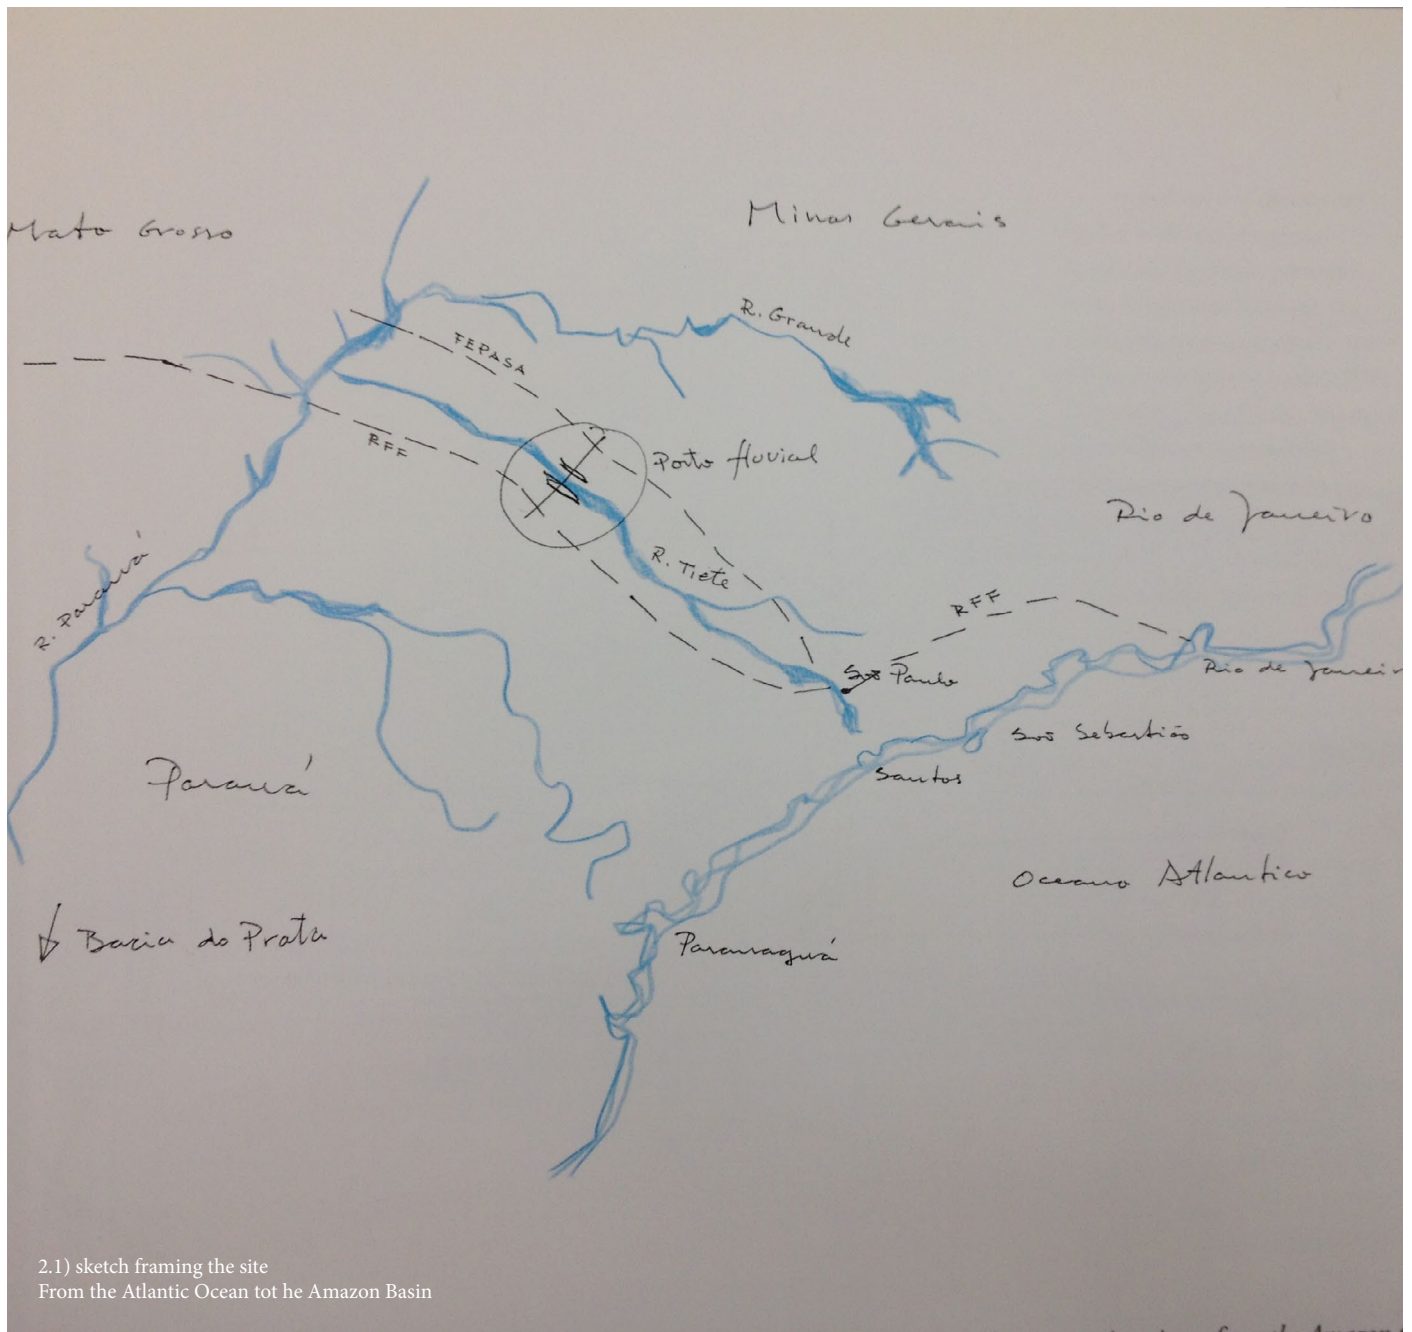 Mato Grosso
Minas Gerais
R. Grande
FEPASA
RFF
Porto fluvial
Rio de Janeiro
R. Paraná
R. Tiete
RFF
São Paulo
Rio de Janeir
São Sebastião
Santos
Paraná
Oceano Atlantico
Bacia do Prata
Paranaguá
2.1) sketch framing the site
From the Atlantic Ocean tot he Amazon Basin